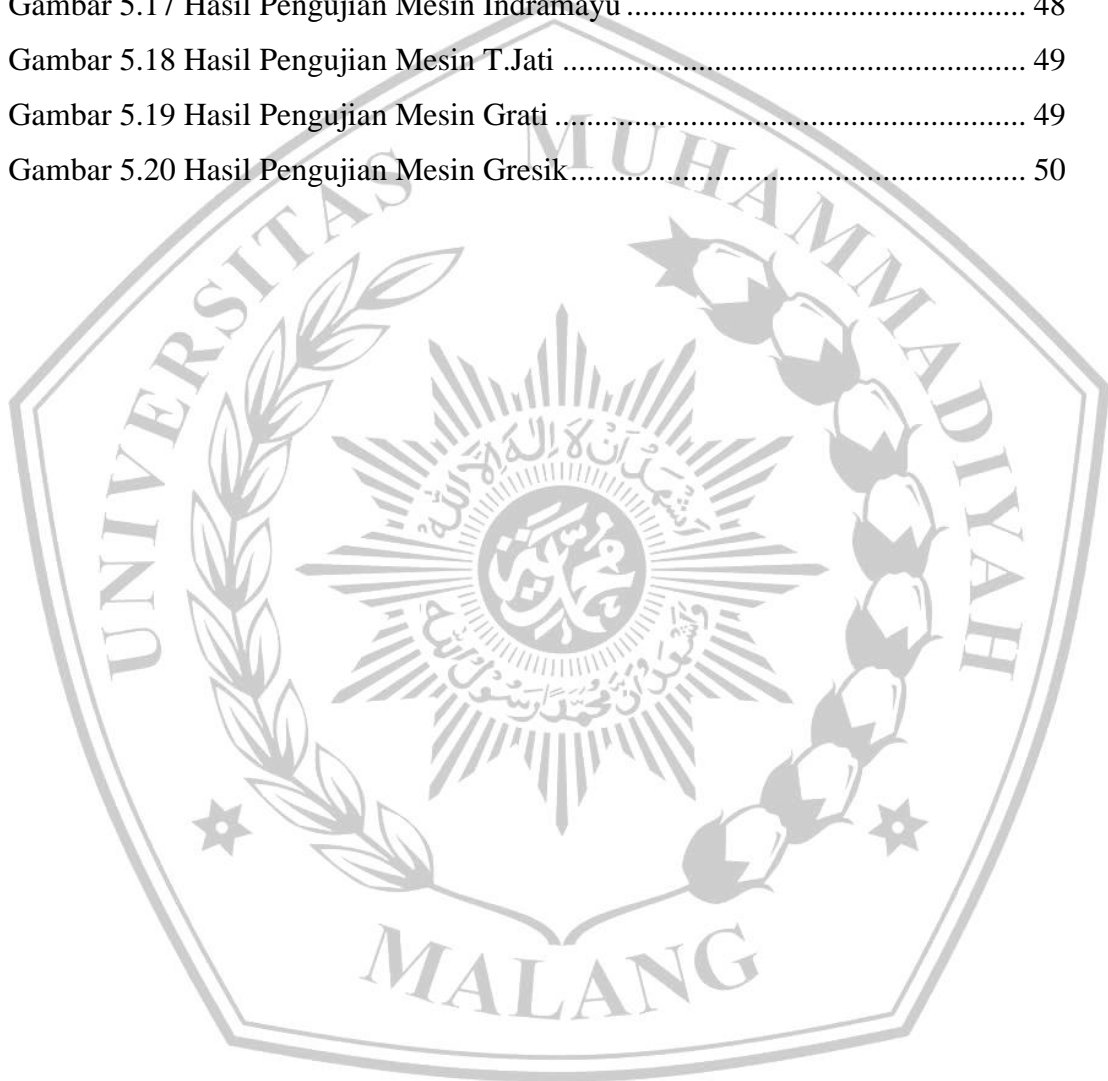 Gambar 5.17 Hasil Pengujian Mesin Indramayu .................................................. 48
Gambar 5.18 Hasil Pengujian Mesin T.Jati .......................................................... 49
Gambar 5.19 Hasil Pengujian Mesin Grati ........................................................... 49
Gambar 5.20 Hasil Pengujian Mesin Gresik......................................................... 50
UNIVERSITAS MUHAMMADIYAH
MALANG